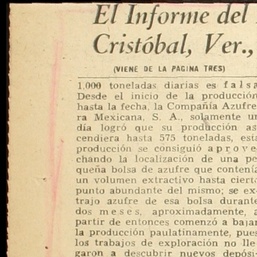 El Informe del
Cristóbal, Ver.,
(VIENE DE LA PAGINA TRES)
1.000 toneladas diarias es falsa
Desde el inicio de la producción
hasta la fecha, la Compañía Azufre
ra Mexicana, S. A., solamente un
día logró que su producción as
cendiera hasta 575 toneladas, esta
producción se consiguió aprove
chando la localización de una pe
queña bolsa de azufre que contenía
un volumen extractivo hasta cierto
punto abundante del mismo; se ex
trajo azufre de esa bolsa durante
dos meses, aproximadamente, a
partir de entonces comenzó a bajar
la producción paulatinamente, pues
los trabajos de exploración no lle
garon a descubrir nuevos depósi-